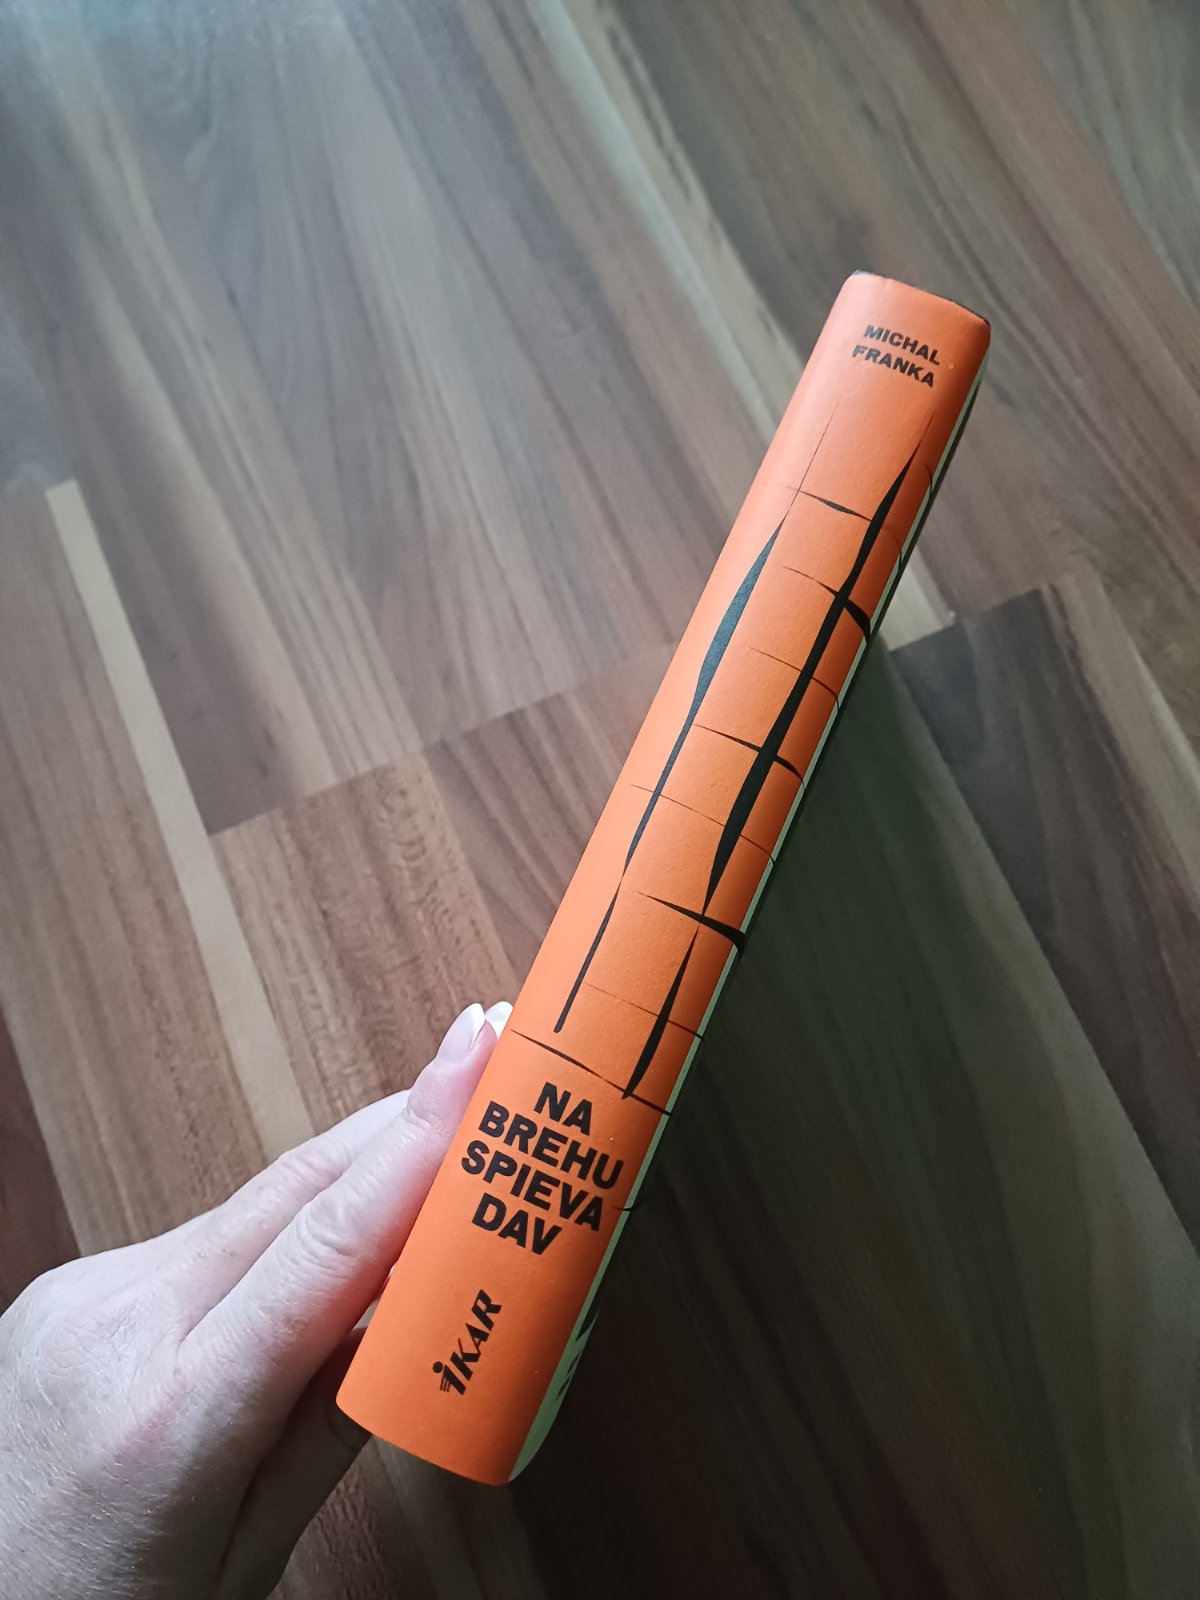 MICHAL
FRANKA
NA
BREHU
SPIEVA
DAV
IKAR